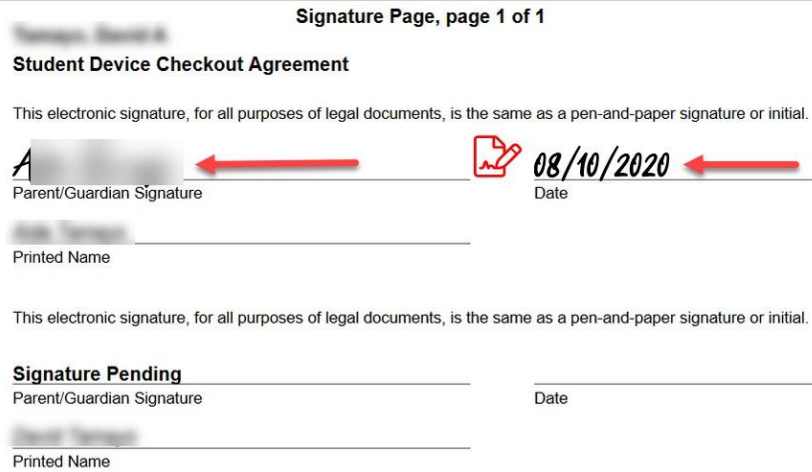 Signature Page, page 1 of 1
Student Device Checkout Agreement
This electronic signature, for all purposes of legal documents, is the same as a pen-and-paper signature or initial.
A
08/10/2020
Parent/Guardian Signature
Date
Printed Name
This electronic signature, for all purposes of legal documents, is the same as a pen-and-paper signature or initial.
Signature Pending
Parent/Guardian Signature
Date
Printed Name